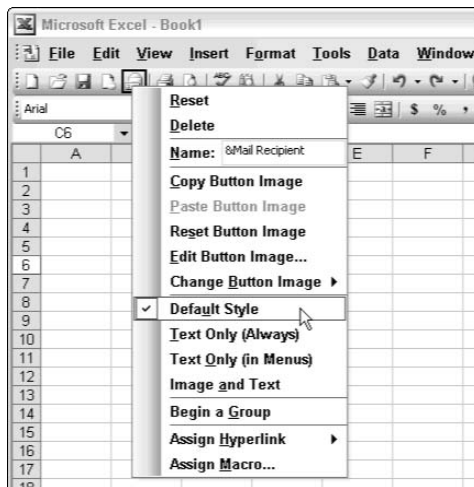 Microsoft Excel - Book1
File Edit View Insert Format Tools Data Window
Arial $ % ,
C6
A E F
1
2
3
4
5
6
7
8
9
10
11
12
13
14
15
16
17
18
Reset
Delete
Name: &Mail Recipient
Copy Button Image
Paste Button Image
Reset Button Image
Edit Button Image...
Change Button Image
Default Style
Text Only (Always)
Text Only (in Menus)
Image and Text
Begin a Group
Assign Hyperlink
Assign Macro...